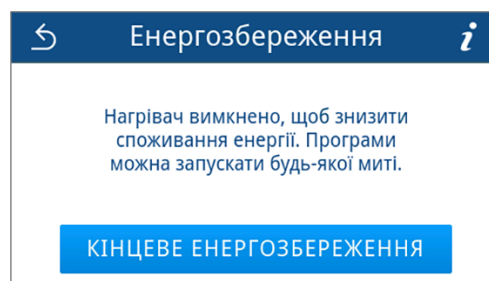 Енергозбереження i
Нагрівач вимкнено, щоб знизити
споживання енергії. Програми
можна запускати будь-якої миті.
КІНЦЕВЕ ЕНЕРГОЗБЕРЕЖЕННЯ